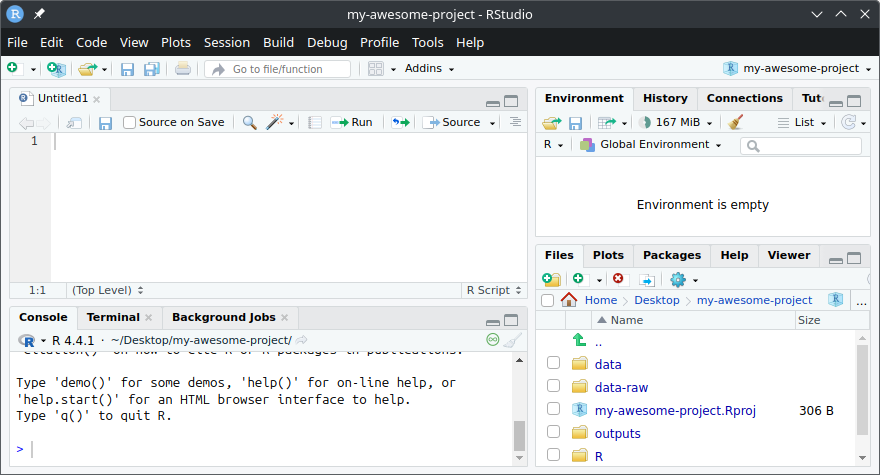 my-awesome-project - RStudio
File Edit Code View Plots Session Build Debug Profile Tools Help
Go to file/function Addins my-awesome-project
Untitled1
Source on Save Run Source
1
1:1 (Top Level) R Script
Console Terminal Background Jobs
R 4.4.1 · ~/Desktop/my-awesome-project/
Type 'demo()' for some demos, 'help()' for on-line help, or
'help.start()' for an HTML browser interface to help.
Type 'q()' to quit R.
>
Environment History Connections
167 MiB List
R Global Environment
Environment is empty
Files Plots Packages Help Viewer
Home Desktop my-awesome-project ...
Name Size
..
data
data-raw
my-awesome-project.Rproj 306 B
outputs
R